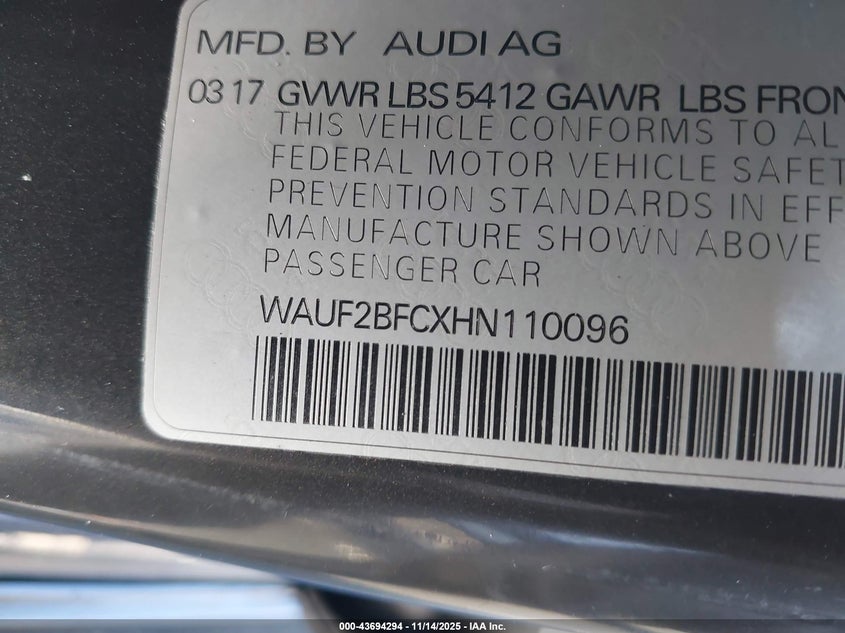 MFD. BY AUDI AG
03 17 GVWR LBS 5412 GAWR LBS FRON
THIS VEHICLE CONFORMS TO AL
FEDERAL MOTOR VEHICLE SAFET
PREVENTION STANDARDS IN EFF
MANUFACTURE SHOWN ABOVE
PASSENGER CAR
WAUF2BFCXHN110096
000-43694294 - 11/14/2025 - IAA Inc.